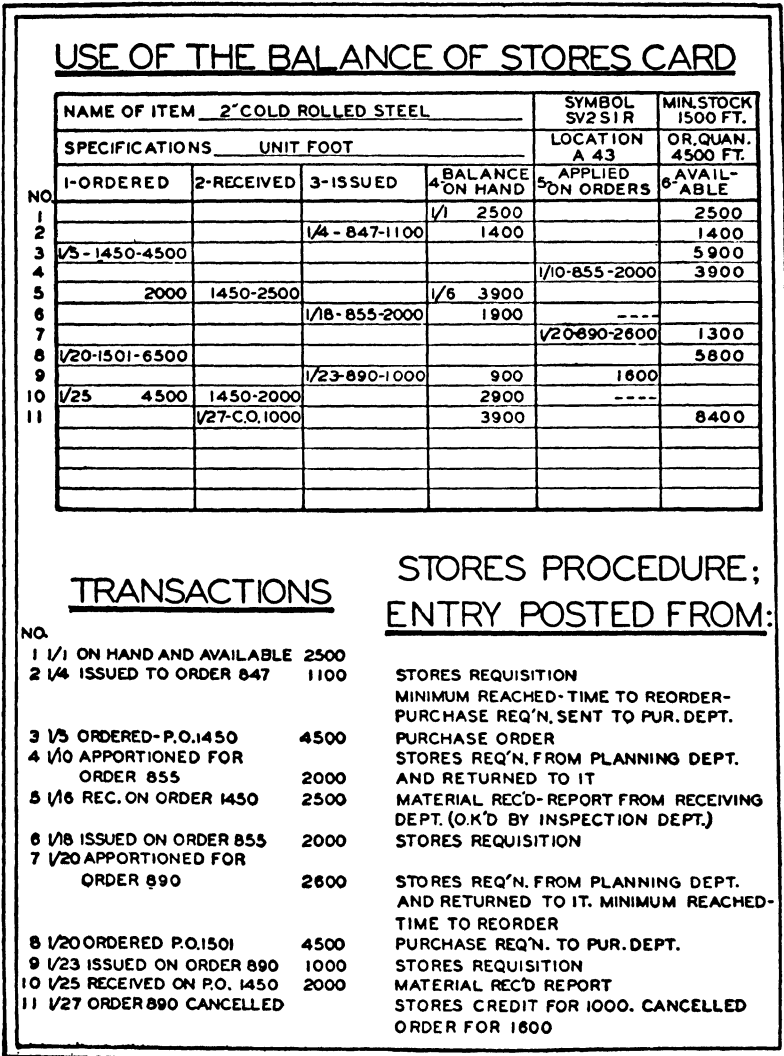 USE OF THE BALANCE OF STORES CARD
NAME OF ITEM 2"COLD ROLLED STEEL SYMBOL SV2S1R MIN.STOCK 1500 FT.
SPECIFICATIONS UNIT FOOT LOCATION A 43 OR.QUAN. 4500 FT.
NO. 1-ORDERED 2-RECEIVED 3-ISSUED 4-BALANCE ON HAND 5-APPLIED ON ORDERS 6-AVAIL-ABLE
1 1/1 2500 2500
2 1/4-847-1100 1400 1400
3 1/5-1450-4500 5900
4 1/10-855-2000 3900
5 2000 1450-2500 1/6 3900
6 1/18-855-2000 1900 ----
7 1/20-890-2600 1300
8 1/20-1501-6500 5800
9 1/23-890-1000 900 1600
10 1/25 4500 1450-2000 2900 ----
11 1/27-C.O.1000 3900 8400
TRANSACTIONS
NO.
1 1/1 ON HAND AND AVAILABLE 2500
2 1/4 ISSUED TO ORDER 847 1100
3 1/5 ORDERED-P.O.1450 4500
4 1/10 APPORTIONED FOR
ORDER 855 2000
5 1/16 REC. ON ORDER 1450 2500
6 1/18 ISSUED ON ORDER 855 2000
7 1/20 APPORTIONED FOR
ORDER 890 2600
8 1/20 ORDERED P.O.1501 4500
9 1/23 ISSUED ON ORDER 890 1000
10 1/25 RECEIVED ON P.O. 1450 2000
11 1/27 ORDER 890 CANCELLED
STORES PROCEDURE;
ENTRY POSTED FROM:
STORES REQUISITION
MINIMUM REACHED-TIME TO REORDER-
PURCHASE REQ'N. SENT TO PUR. DEPT.
PURCHASE ORDER
STORES REQ'N. FROM PLANNING DEPT.
AND RETURNED TO IT
MATERIAL REC'D-REPORT FROM RECEIVING
DEPT. (O.K'D BY INSPECTION DEPT.)
STORES REQUISITION
STORES REQ'N. FROM PLANNING DEPT.
AND RETURNED TO IT. MINIMUM REACHED-
TIME TO REORDER
PURCHASE REQ'N. TO PUR. DEPT.
STORES REQUISITION
MATERIAL REC'D REPORT
STORES CREDIT FOR 1000. CANCELLED
ORDER FOR 1600